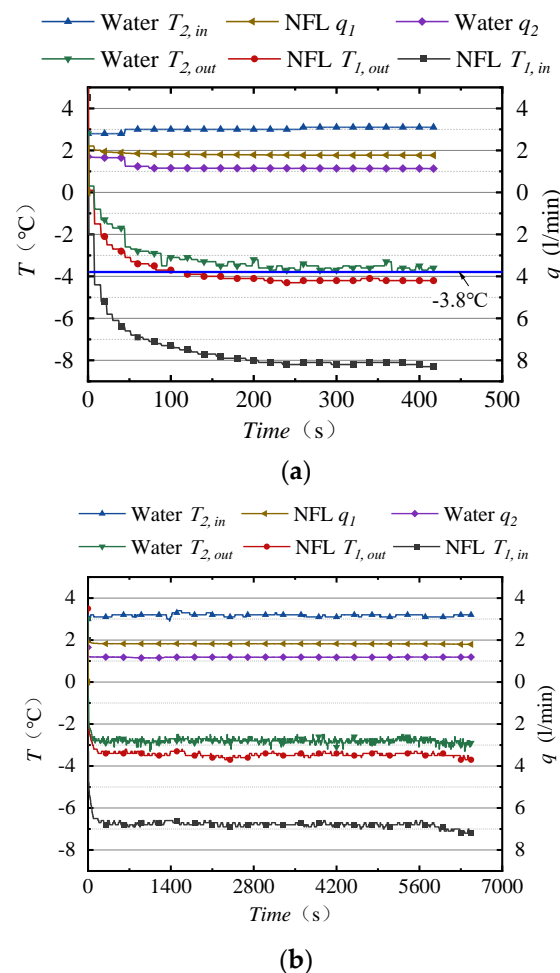 Water T2, in NFL q1 Water q2
Water T2, out NFL T1, out NFL T1, in
4 4
2 2
0 0
-2 -2
-4 -4
-6 -6
-8 -8
T（℃）
q (l/min)
-3.8℃
0 100 200 300 400 500
Time（s）
(a)
Water T2, in NFL q1 Water q2
Water T2, out NFL T1, out NFL T1, in
4 4
2 2
0 0
-2 -2
-4 -4
-6 -6
-8 -8
T（℃）
q (l/min)
0 1400 2800 4200 5600 7000
Time（s）
(b)